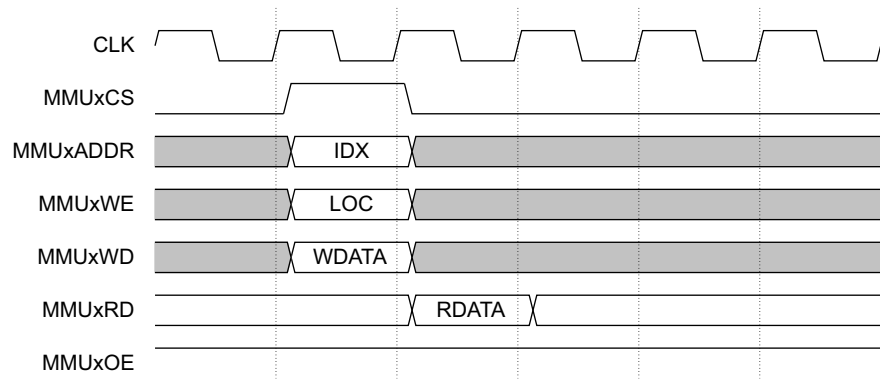 CLK
MMUxCS
MMUxADDR IDX
MMUxWE LOC
MMUxWD WDATA
MMUxRD RDATA
MMUxOE